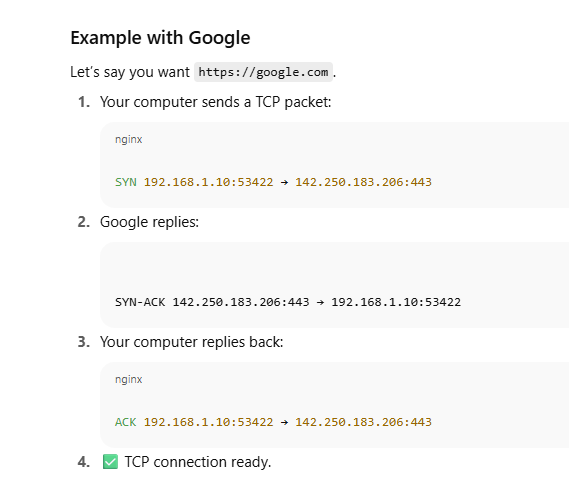 Example with Google
Let's say you want https://google.com.
1. Your computer sends a TCP packet:
nginx
SYN 192.168.1.10:53422 → 142.250.183.206:443
2. Google replies:
SYN-ACK 142.250.183.206:443 → 192.168.1.10:53422
3. Your computer replies back:
nginx
ACK 192.168.1.10:53422 → 142.250.183.206:443
4. ✅ TCP connection ready.